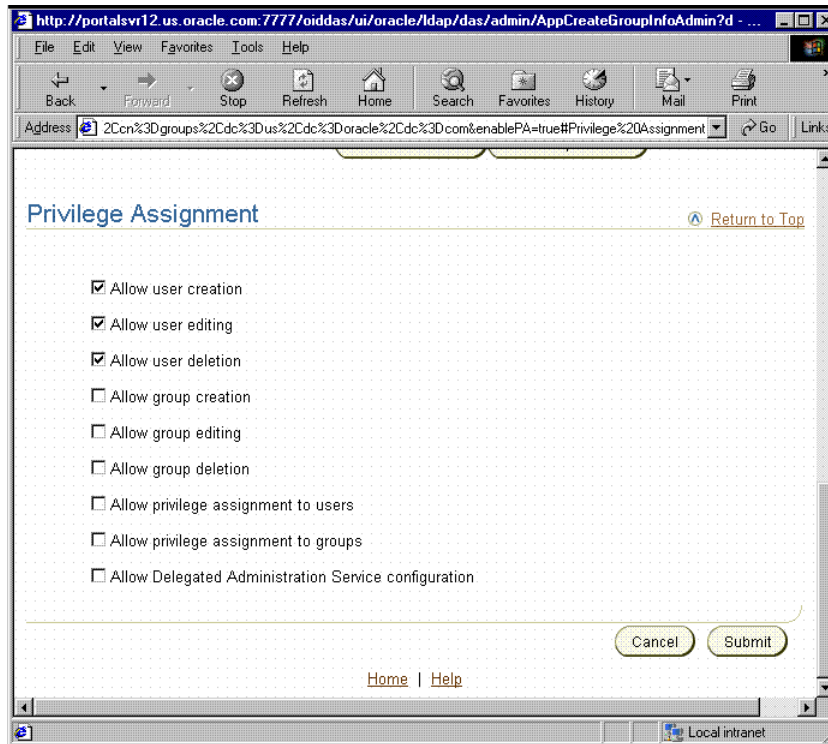 http://portalsvr12.us.oracle.com:7777/oiddas/ui/oracle/ldap/das/admin/AppCreateGroupInfoAdmin?d - ...
File Edit View Favorites Tools Help
Back Forward Stop Refresh Home Search Favorites History Mail Print
Address 2Ccn%3Dgroups%2Cdc%3Dus%2Cdc%3Doracle%2Cdc%3Dcom&enablePA=true#Privilege%20Assignment Go Links
Privilege Assignment
Return to Top
Allow user creation
Allow user editing
Allow user deletion
Allow group creation
Allow group editing
Allow group deletion
Allow privilege assignment to users
Allow privilege assignment to groups
Allow Delegated Administration Service configuration
Cancel Submit
Home | Help
Local intranet